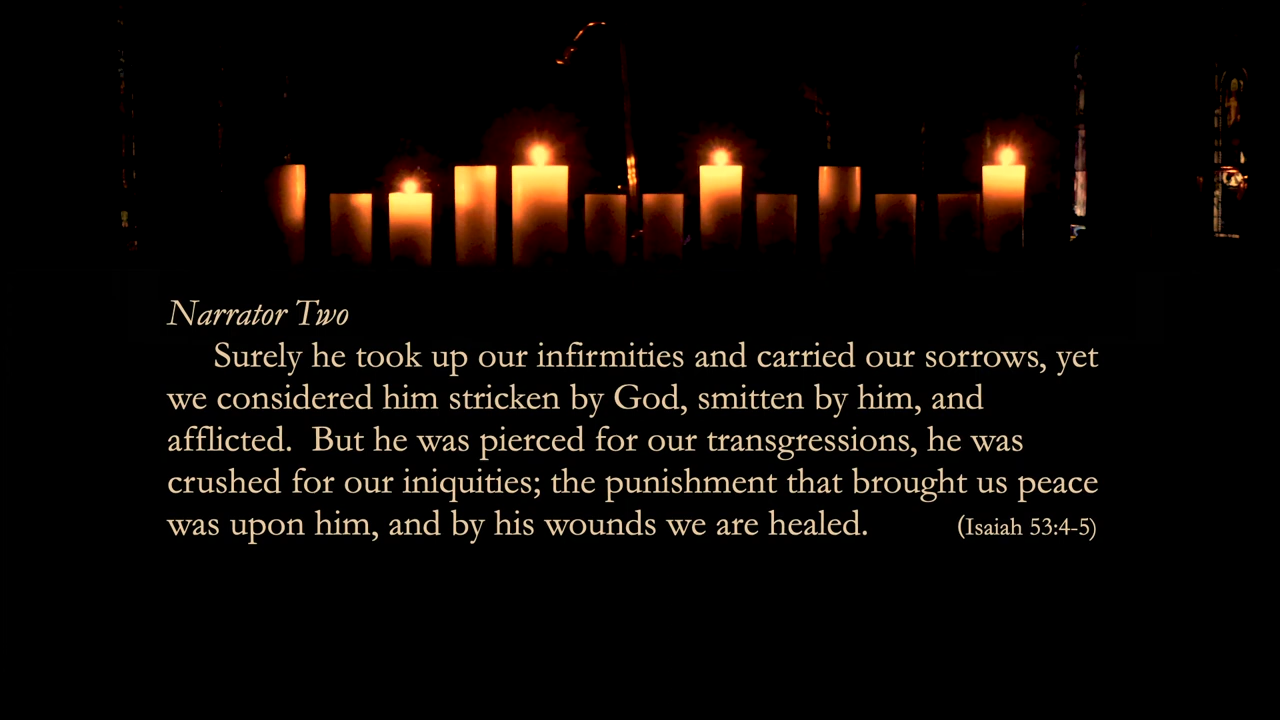 Narrator Two
Surely he took up our infirmities and carried our sorrows, yet
we considered him stricken by God, smitten by him, and
afflicted.  But he was pierced for our transgressions, he was
crushed for our iniquities; the punishment that brought us peace
was upon him, and by his wounds we are healed. (Isaiah 53:4-5)